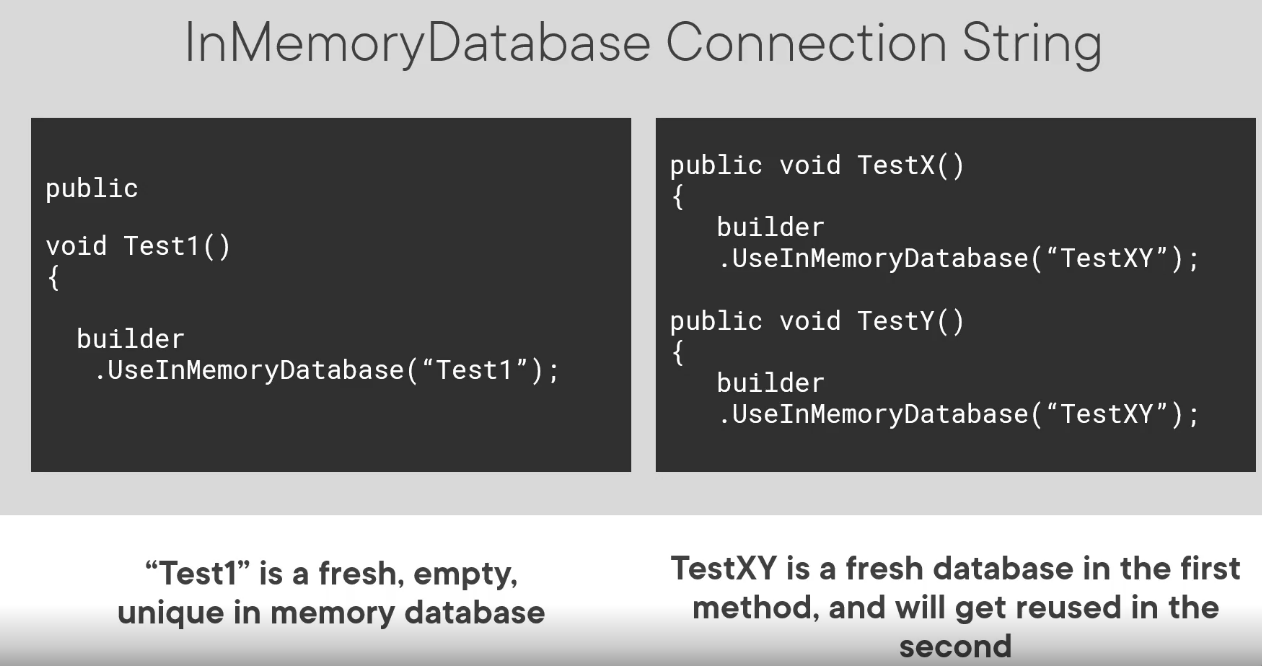 InMemoryDatabase Connection String
public
void Test1()
{
builder
.UseInMemoryDatabase(“Test1”);
public void TestX()
{
builder
.UseInMemoryDatabase(“TestXY”);
public void TestY()
{
builder
.UseInMemoryDatabase(“TestXY”);
“Test1” is a fresh, empty,
unique in memory database
TestXY is a fresh database in the first
method, and will get reused in the
second